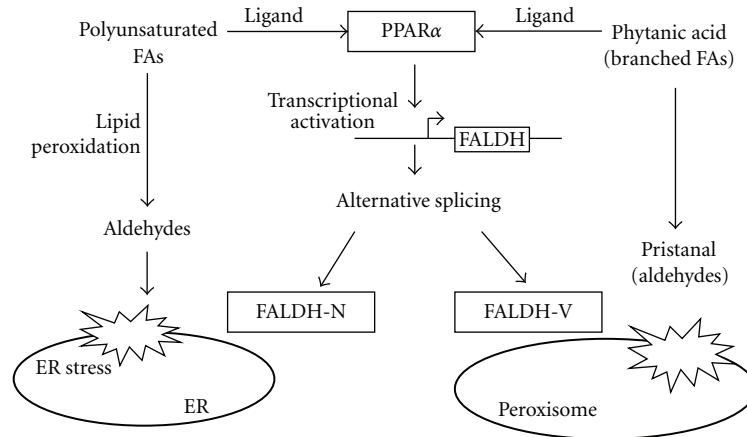 Polyunsaturated
FAs
Ligand
PPARα
Ligand
Phytanic acid
(branched FAs)
Transcriptional
activation
FALDH
Lipid
peroxidation
Alternative splicing
Aldehydes
Pristanal
(aldehydes)
FALDH-N
FALDH-V
ER stress
ER
Peroxisome